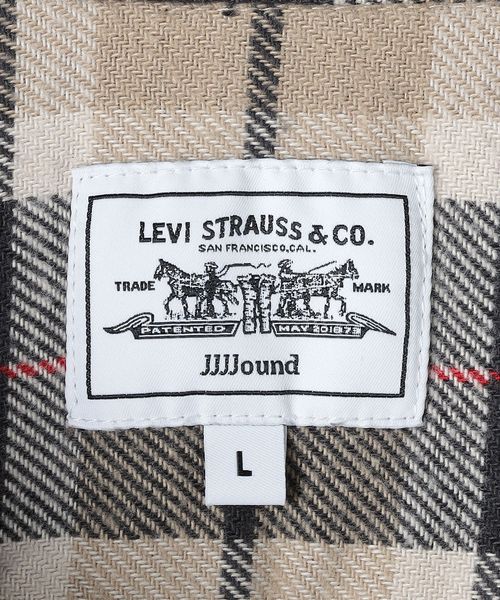 LEVI STRAUSS & CO.
SAN FRANCISCO, CAL.
TRADE MARK
PATENTED MAY 20 1873
JJJJound
L